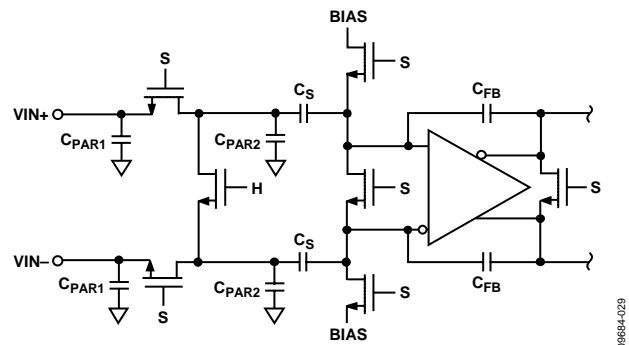 BIAS
S
S
VIN+
CPAR1
CPAR2
CS
CFB
H
S
S
VIN–
CPAR1
S
CPAR2
CS
S
CFB
BIAS
09684-029